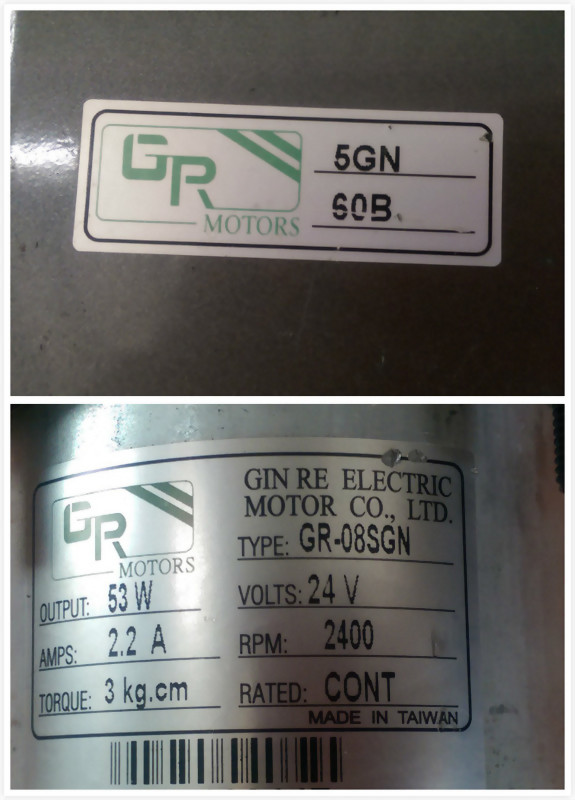 GR
MOTORS
5GN
60B
GR
MOTORS
GIN RE ELECTRIC
MOTOR CO., LTD.
TYPE: GR-08SGN
OUTPUT: 53 W
VOLTS: 24 V
AMPS: 2.2 A
RPM: 2400
TORQUE: 3 kg.cm
RATED: CONT
MADE IN TAIWAN